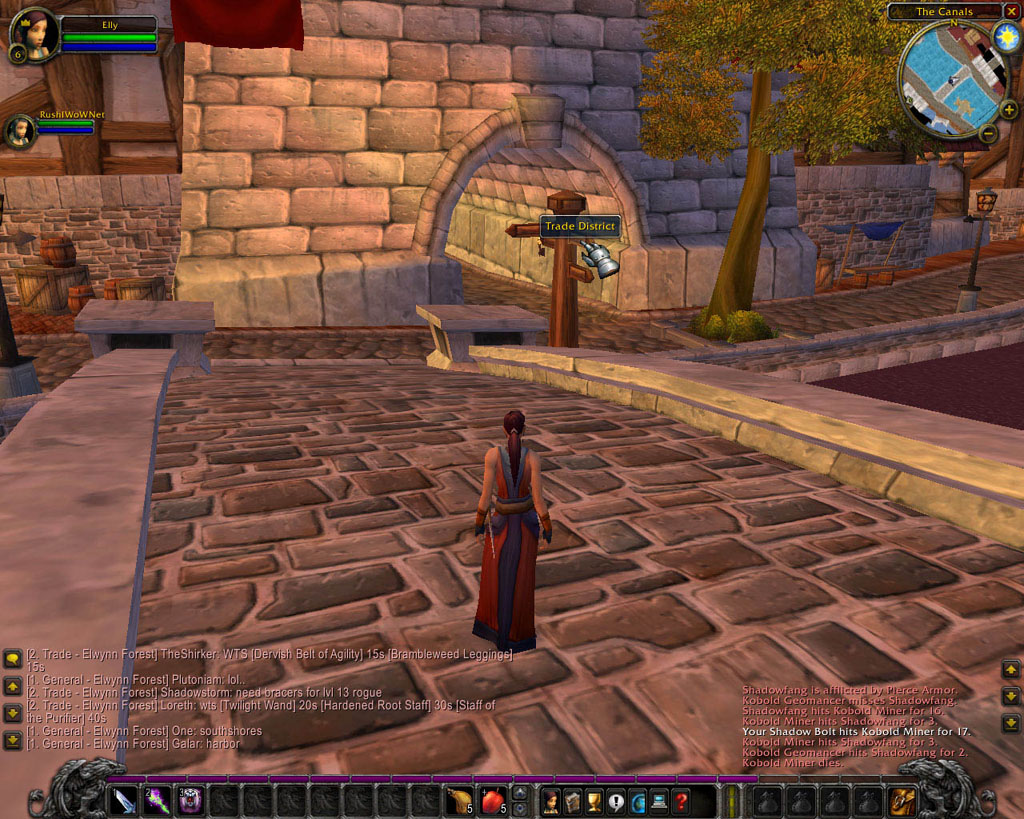 Elly
The Canals
N
6
RushIWoWNet
Trade District
[2. Trade - Elwynn Forest] TheShirker: WTS [Dervish Belt of Agility] 15s [Brambleweed Leggings]
15s
[1. General - Elwynn Forest] Plutoniam: lol..
[2. Trade - Elwynn Forest] Shadowstorm: need bracers for lvl 13 rogue
[2. Trade - Elwynn Forest] Loreth: wts [Twilight Wand] 20s [Hardened Root Staff] 30s [Staff of
the Purifier] 40s
[1. General - Elwynn Forest] One: southshores
[1. General - Elwynn Forest] Galar: harbor
Shadowfang is afflicted by Pierce Armor.
Kobold Geomancer misses Shadowfang.
Shadowfang hits Kobold Miner for 16.
Kobold Miner hits Shadowfang for 3.
Your Shadow Bolt hits Kobold Miner for 17.
Kobold Miner hits Shadowfang for 3.
Kobold Geomancer hits Shadowfang for 2.
Kobold Miner dies.
2 3 5 5